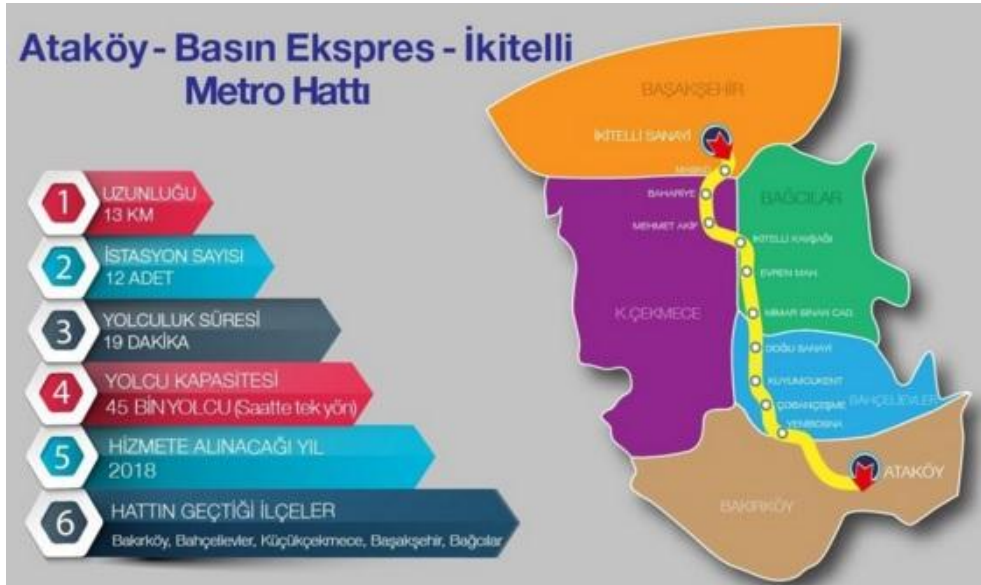 Ataköy - Basın Ekspres - İkitelli
Metro Hattı
1
UZUNLUĞU
13 KM
2
İSTASYON SAYISI
12 ADET
3
YOLCULUK SÜRESİ
19 DAKİKA
4
YOLCU KAPASİTESİ
45 BİN YOLCU (Saatte tek yön)
5
HİZMETE ALINACAĞI YIL
2018
6
HATTIN GEÇTİĞİ İLÇELER
Bakırköy, Bahçelievler, Küçükçekmece, Başakşehir, Bağcılar
BAŞAKŞEHİR
İKİTELLİ SANAYİ
BAHARİYE
BAĞCILAR
MEHMET AKİF
İKİTELLİ KAVŞAĞI
EVREN MAH.
K.ÇEKMECE
MİMAR SİNAN CAD.
DOĞU SANAYİ
KUYUMCUKENT
BAHÇELİEVLER
ÇOBANÇEŞME
YENİBOSNA
ATAKÖY
BAKIRKÖY